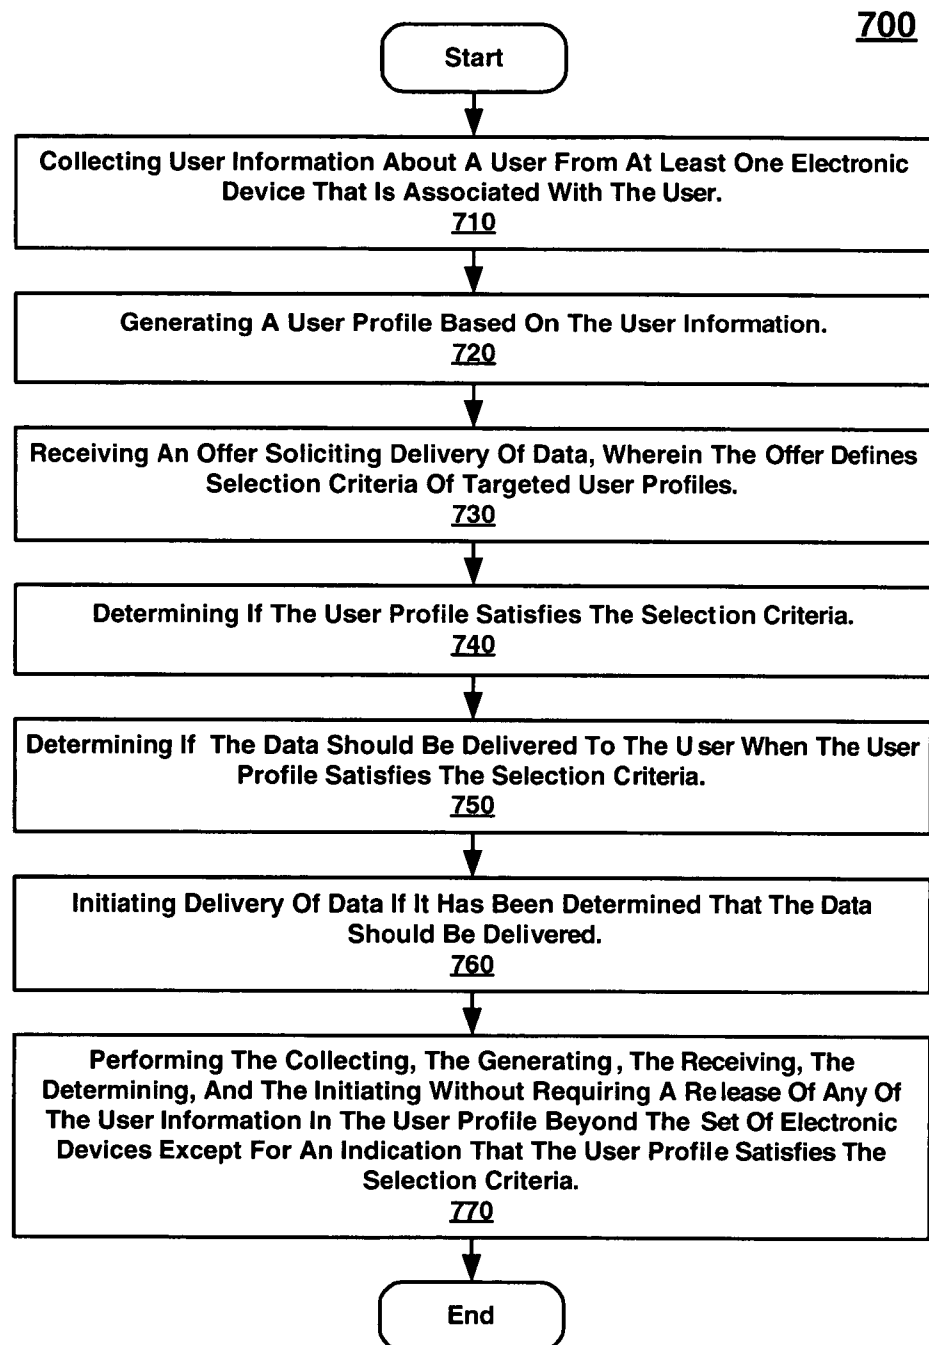 700
Start
Collecting User Information About A User From At Least One Electronic
Device That Is Associated With The User.
710
Generating A User Profile Based On The User Information.
720
Receiving An Offer Soliciting Delivery Of Data, Wherein The Offer Defines
Selection Criteria Of Targeted User Profiles.
730
Determining If The User Profile Satisfies The Selection Criteria.
740
Determining If The Data Should Be Delivered To The User When The User
Profile Satisfies The Selection Criteria.
750
Initiating Delivery Of Data If It Has Been Determined That The Data
Should Be Delivered.
760
Performing The Collecting, The Generating, The Receiving, The
Determining, And The Initiating Without Requiring A Release Of Any Of
The User Information In The User Profile Beyond The Set Of Electronic
Devices Except For An Indication That The User Profile Satisfies The
Selection Criteria.
770
End